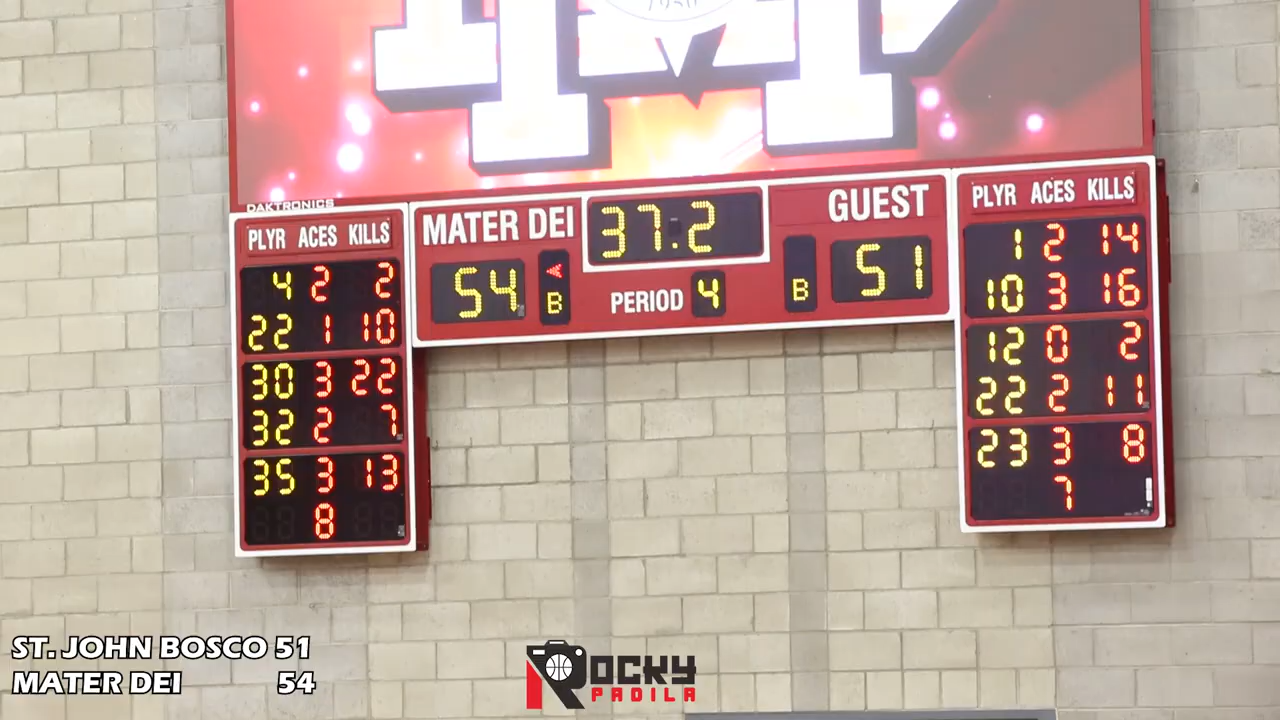 1950
DAKTRONICS
PLYR ACES KILLS
4 2 2
22 1 10
30 3 22
32 2 7
35 3 13
8
MATER DEI
37.2
GUEST
54
B
PERIOD 4
B
51
PLYR ACES KILLS
1 2 14
10 3 16
12 0 2
22 2 11
23 3 8
7
ST. JOHN BOSCO 51
MATER DEI 54
ROCKY
PADILA